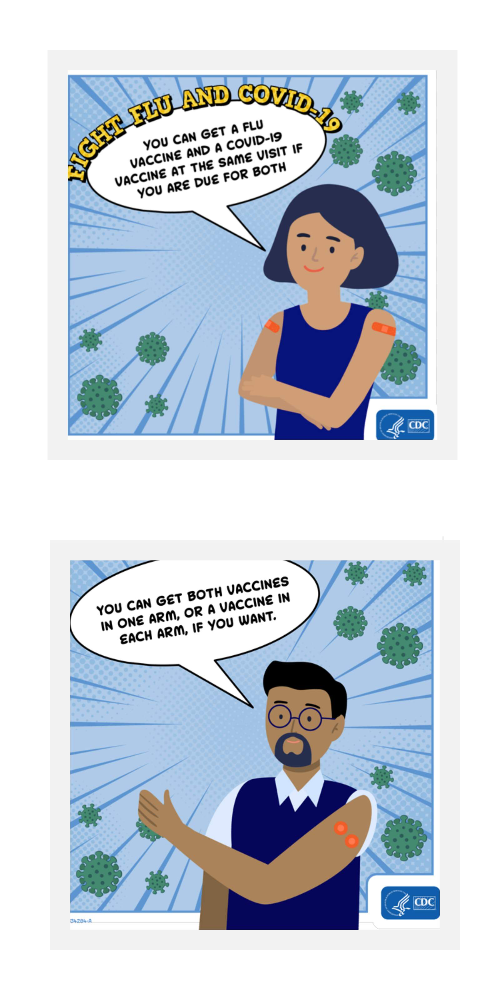 FIGHT FLU AND COVID-19
YOU CAN GET A FLU
VACCINE AND A COVID-19
VACCINE AT THE SAME VISIT IF
YOU ARE DUE FOR BOTH
CDC
YOU CAN GET BOTH VACCINES
IN ONE ARM, OR A VACCINE IN
EACH ARM, IF YOU WANT.
CDC
34284-A